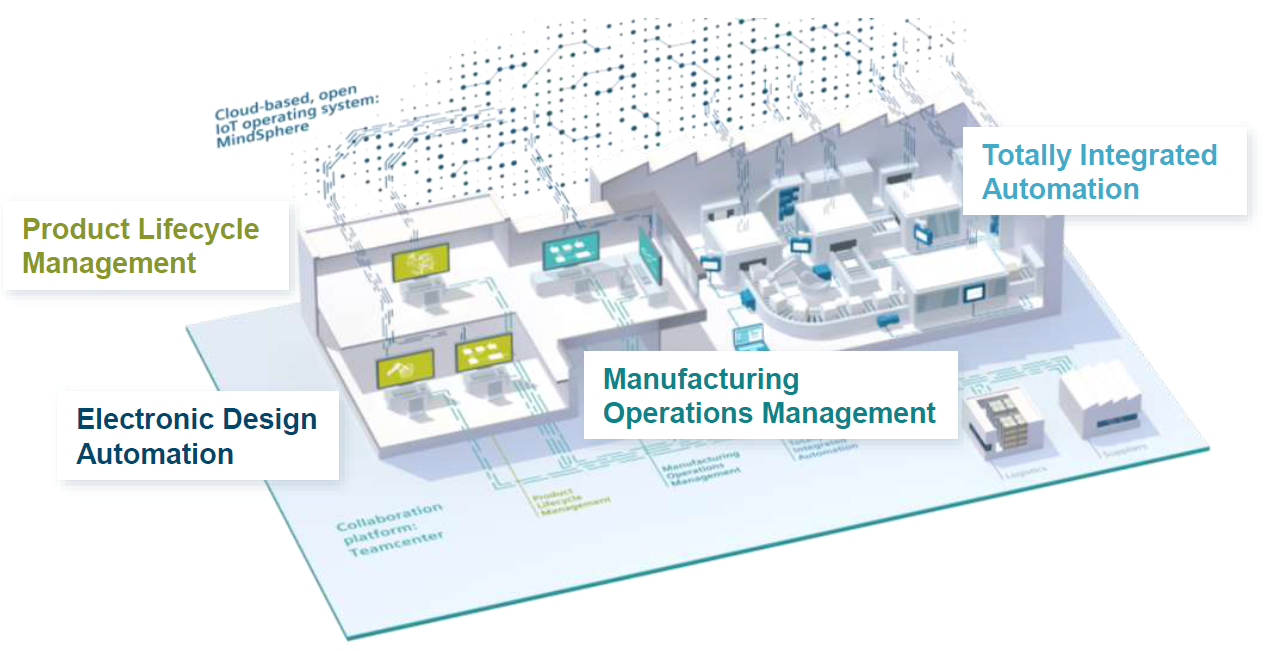 Cloud-based, open
IoT operating system:
MindSphere
Totally Integrated
Automation
Product Lifecycle
Management
Manufacturing
Operations Management
Electronic Design
Automation
Totally
Integrated
Automation
Manufacturing
Operations
Management
Product
Lifecycle
Management
Logistics
Suppliers
Collaboration
platform:
Teamcenter